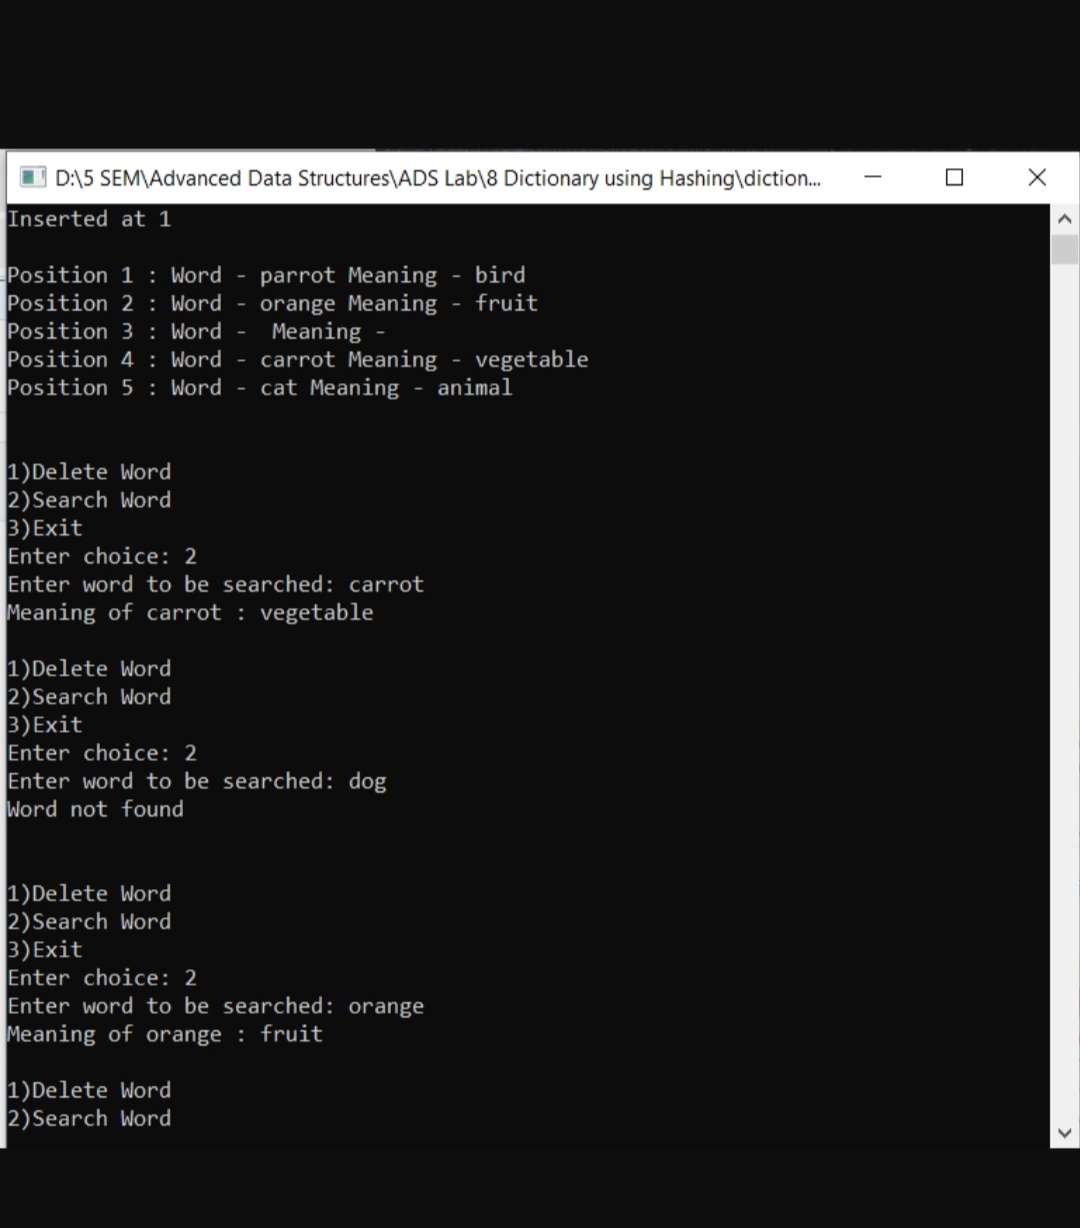 D:\5 SEM\Advanced Data Structures\ADS Lab\8 Dictionary using Hashing\diction...
Inserted at 1
Position 1 : Word - parrot Meaning - bird
Position 2 : Word - orange Meaning - fruit
Position 3 : Word -  Meaning -
Position 4 : Word - carrot Meaning - vegetable
Position 5 : Word - cat Meaning - animal
1)Delete Word
2)Search Word
3)Exit
Enter choice: 2
Enter word to be searched: carrot
Meaning of carrot : vegetable
1)Delete Word
2)Search Word
3)Exit
Enter choice: 2
Enter word to be searched: dog
Word not found
1)Delete Word
2)Search Word
3)Exit
Enter choice: 2
Enter word to be searched: orange
Meaning of orange : fruit
1)Delete Word
2)Search Word